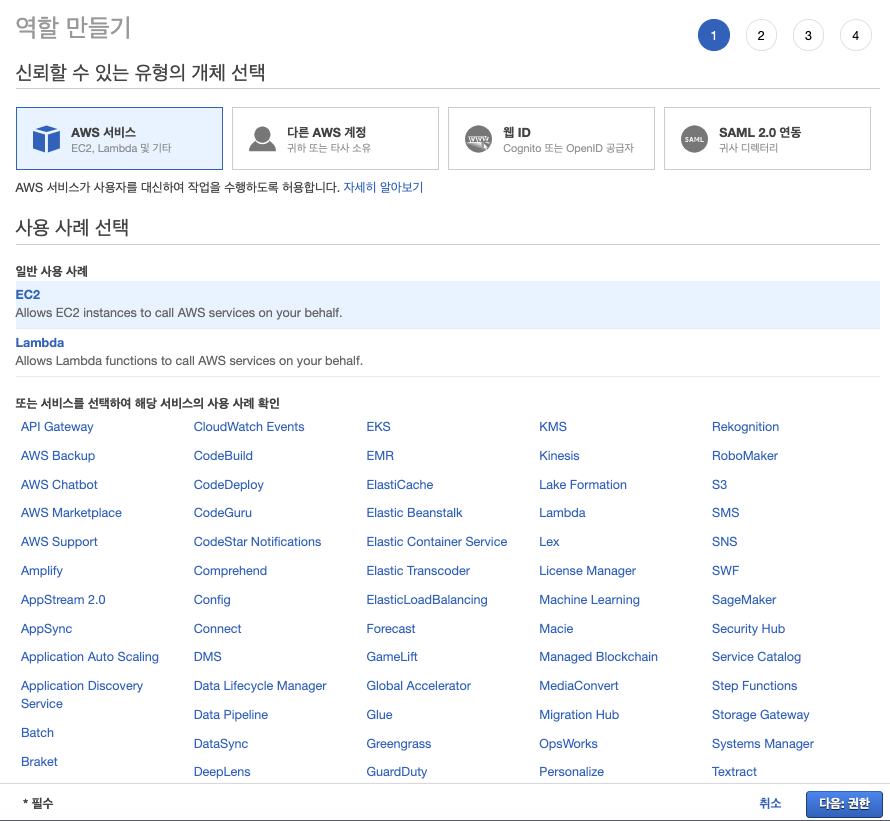 역할 만들기
1 2 3 4
신뢰할 수 있는 유형의 개체 선택
AWS 서비스
EC2, Lambda 및 기타
다른 AWS 계정
귀하 또는 타사 소유
WWW
웹 ID
Cognito 또는 OpenID 공급자
SAML
SAML 2.0 연동
귀사 디렉터리
AWS 서비스가 사용자를 대신하여 작업을 수행하도록 허용합니다. 자세히 알아보기
사용 사례 선택
일반 사용 사례
EC2
Allows EC2 instances to call AWS services on your behalf.
Lambda
Allows Lambda functions to call AWS services on your behalf.
또는 서비스를 선택하여 해당 서비스의 사용 사례 확인
API Gateway
AWS Backup
AWS Chatbot
AWS Marketplace
AWS Support
Amplify
AppStream 2.0
AppSync
Application Auto Scaling
Application Discovery
Service
Batch
Braket
CloudWatch Events
CodeBuild
CodeDeploy
CodeGuru
CodeStar Notifications
Comprehend
Config
Connect
DMS
Data Lifecycle Manager
Data Pipeline
DataSync
DeepLens
EKS
EMR
ElastiCache
Elastic Beanstalk
Elastic Container Service
Elastic Transcoder
ElasticLoadBalancing
Forecast
GameLift
Global Accelerator
Glue
Greengrass
GuardDuty
KMS
Kinesis
Lake Formation
Lambda
Lex
License Manager
Machine Learning
Macie
Managed Blockchain
MediaConvert
Migration Hub
OpsWorks
Personalize
Rekognition
RoboMaker
S3
SMS
SNS
SWF
SageMaker
Security Hub
Service Catalog
Step Functions
Storage Gateway
Systems Manager
Textract
* 필수
취소
다음: 권한